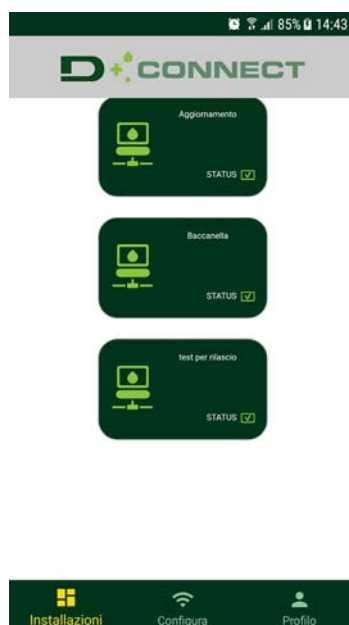 85% 14:43
D+CONNECT
Aggiornamento
STATUS
Baccanella
STATUS
test per rilascio
STATUS
Installazioni
Configura
Profilo